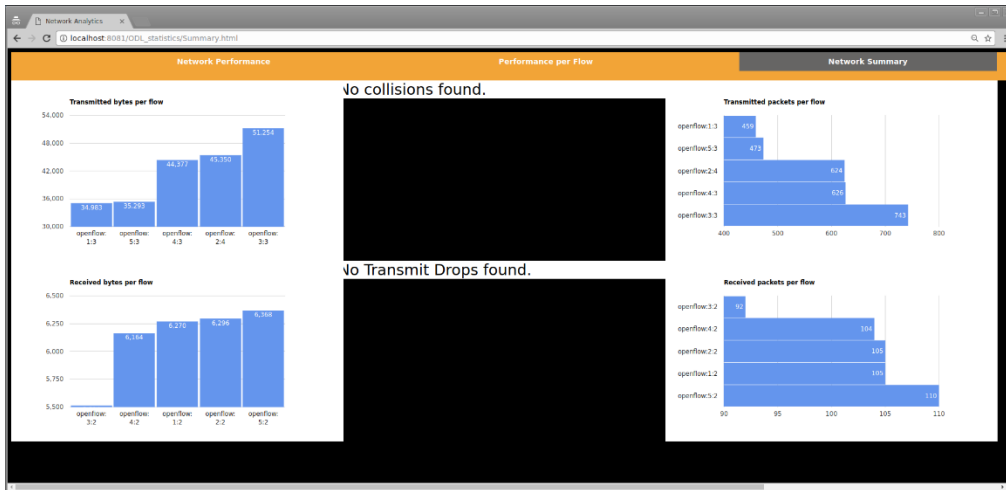 Network Analytics
localhost:8081/ODL_statistics/Summary.html
Network Performance
Performance per Flow
Network Summary
Transmitted bytes per flow
54,000
48,000
42,000
36,000
30,000
34,983
35,293
44,377
45,350
51,254
openflow:
1:3
openflow:
5:3
openflow:
4:3
openflow:
2:4
openflow:
3:3
No collisions found.
Transmitted packets per flow
openflow:1:3
459
openflow:5:3
473
openflow:2:4
624
openflow:4:3
626
openflow:3:3
743
400
500
600
700
800
Received bytes per flow
6,500
6,250
6,000
5,750
5,500
6,164
6,270
6,296
6,368
openflow:
3:2
openflow:
4:2
openflow:
1:2
openflow:
2:2
openflow:
5:2
No Transmit Drops found.
Received packets per flow
openflow:3:2
92
openflow:4:2
104
openflow:2:2
105
openflow:1:2
105
openflow:5:2
110
90
95
100
105
110